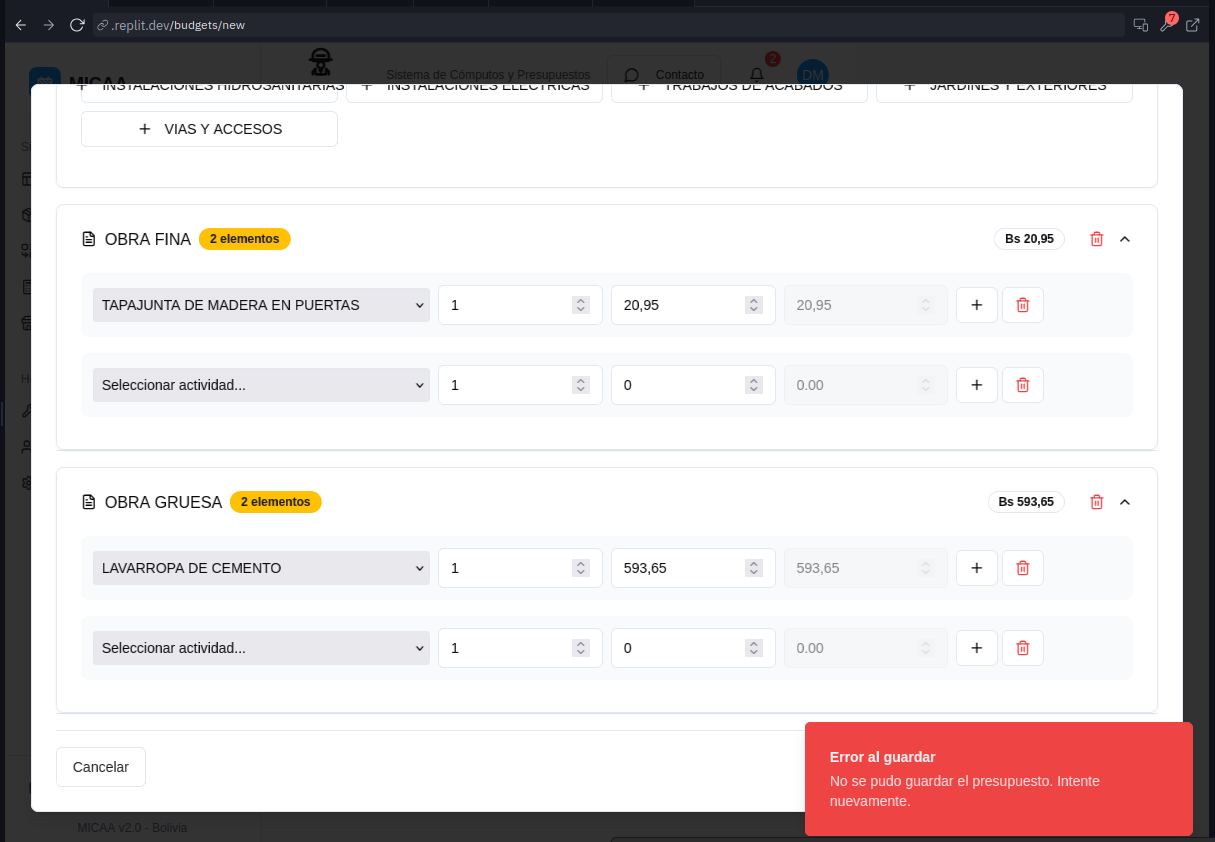 .replit.dev/budgets/new
7
MICAA
Sistema de Cómputos y Presupuestos
Contacto
2
DM
INSTALACIONES HIDROSANITARIAS
INSTALACIONES ELÉCTRICAS
TRABAJOS DE ACABADOS
JARDINES Y EXTERIORES
VIAS Y ACCESOS
OBRA FINA
2 elementos
Bs 20,95
TAPAJUNTA DE MADERA EN PUERTAS
1
20,95
20,95
Seleccionar actividad...
1
0
0.00
OBRA GRUESA
2 elementos
Bs 593,65
LAVARROPA DE CEMENTO
1
593,65
593,65
Seleccionar actividad...
1
0
0.00
Cancelar
Error al guardar
No se pudo guardar el presupuesto. Intente
nuevamente.
MICAA v2.0 - Bolivia